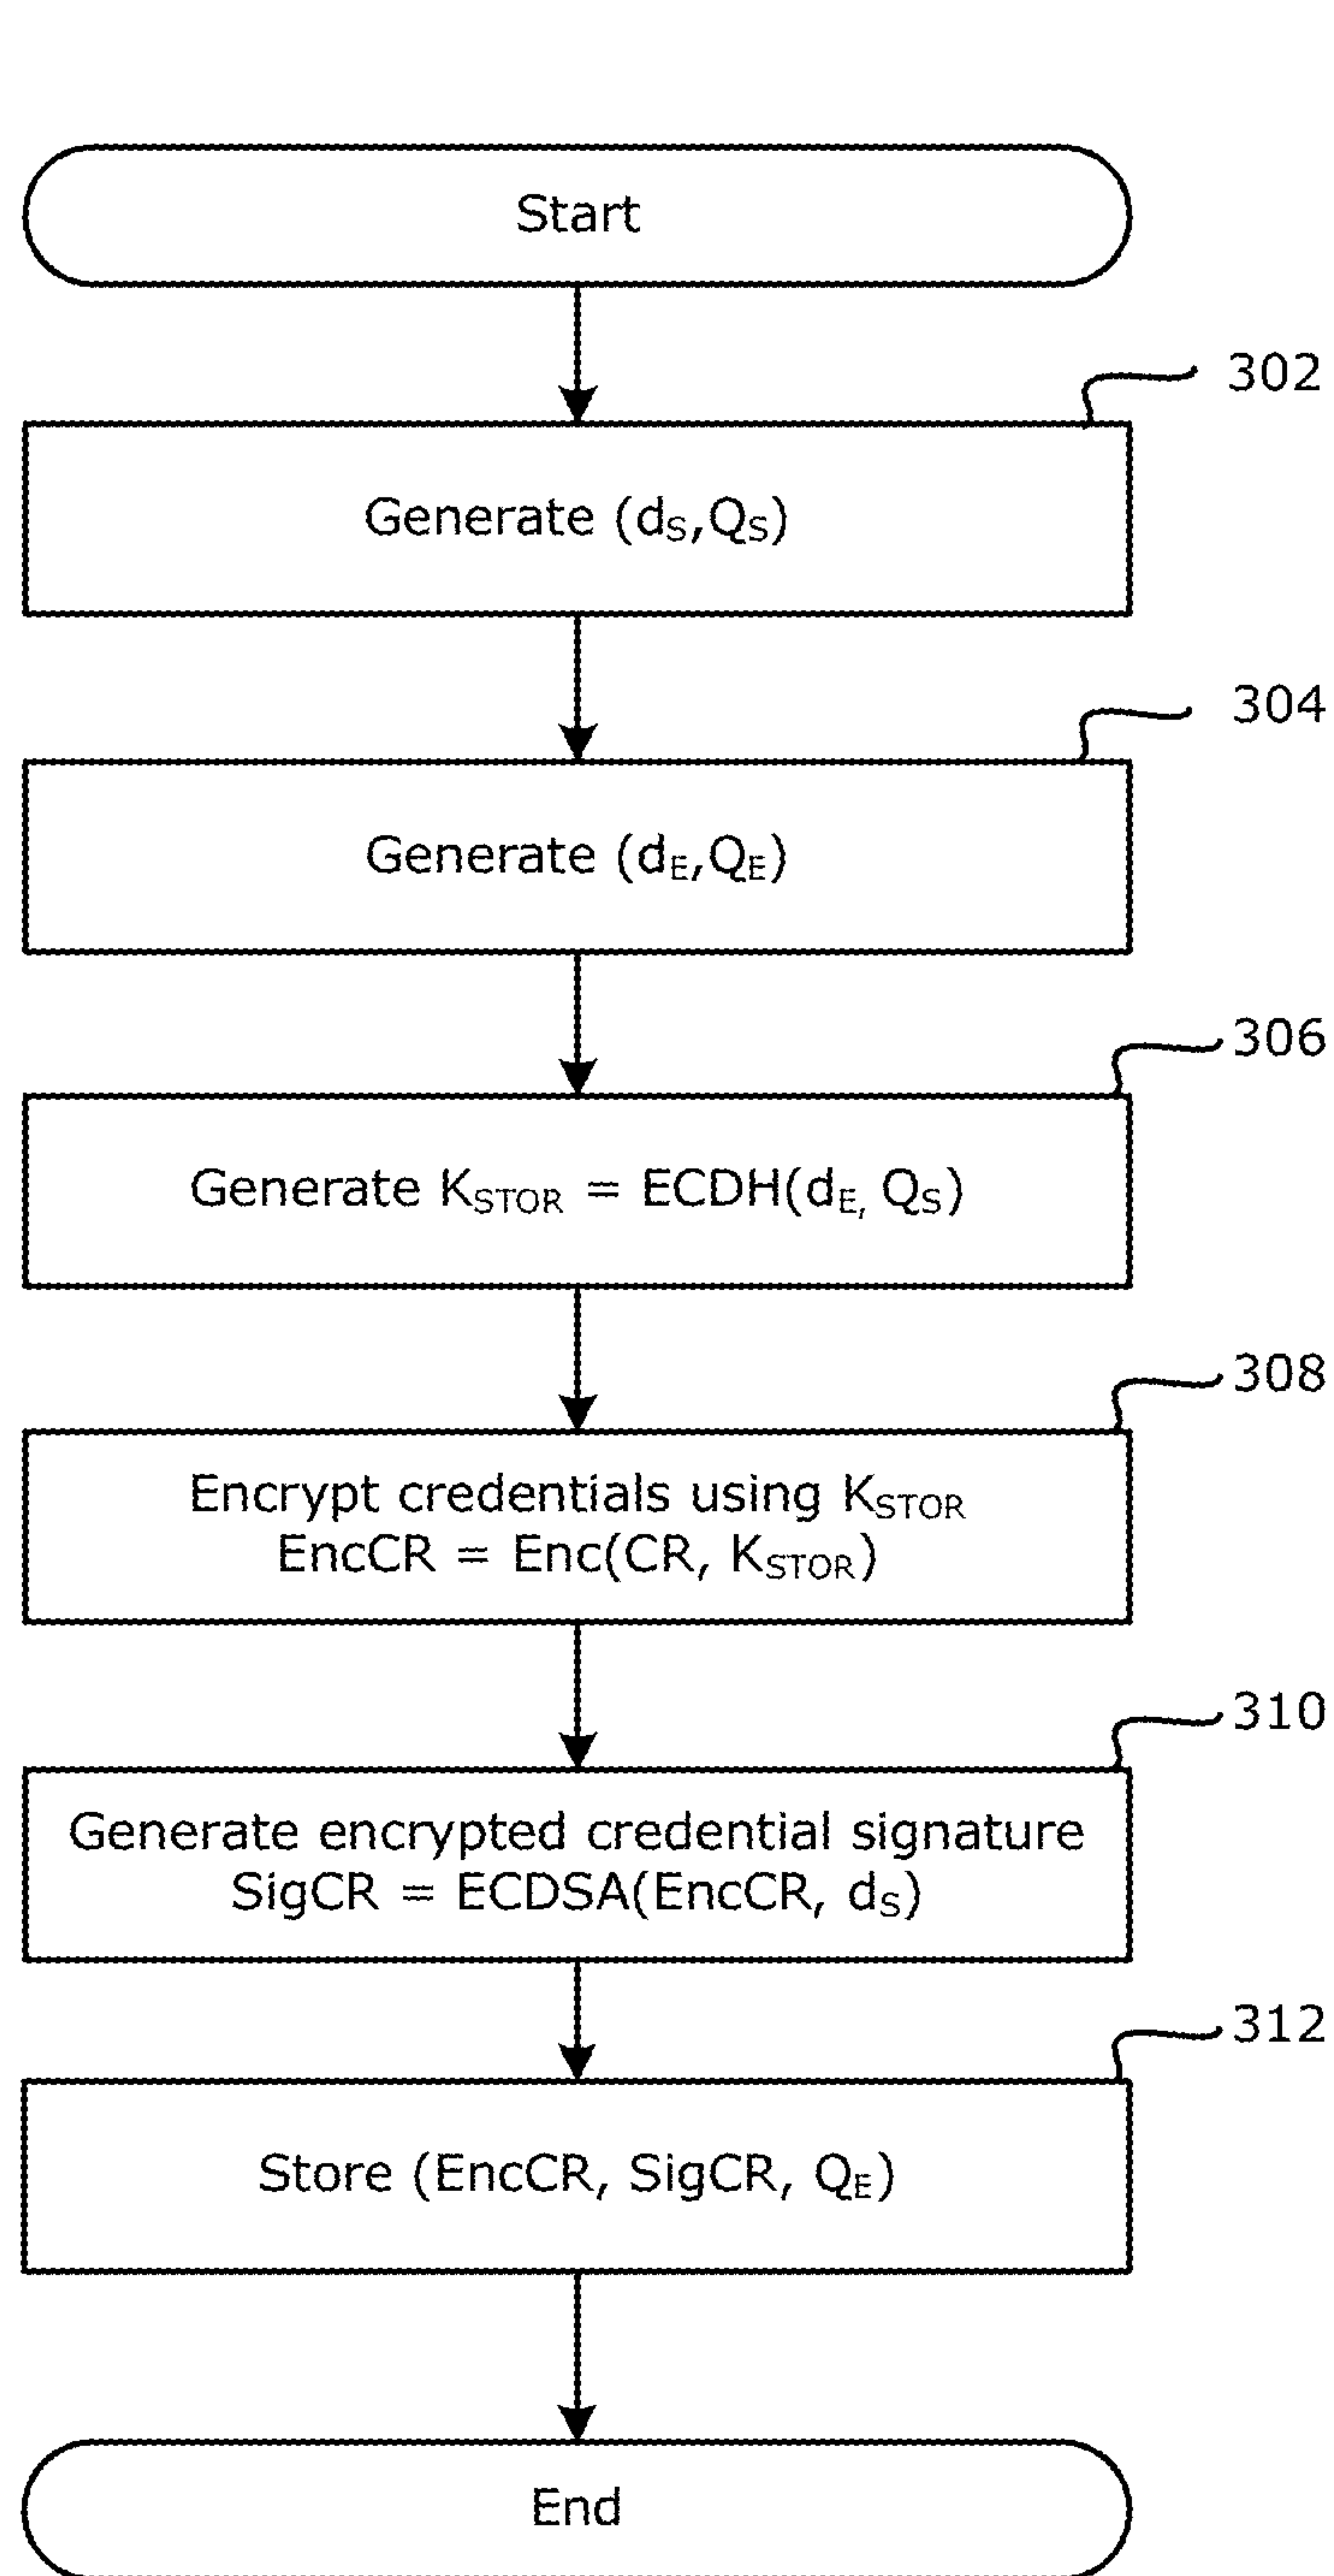 Start
302
Generate (dS,QS)
304
Generate (dE,QE)
306
Generate KSTOR = ECDH(dE, QS)
308
Encrypt credentials using KSTOR
EncCR = Enc(CR, KSTOR)
310
Generate encrypted credential signature
SigCR = ECDSA(EncCR, dS)
312
Store (EncCR, SigCR, QE)
End